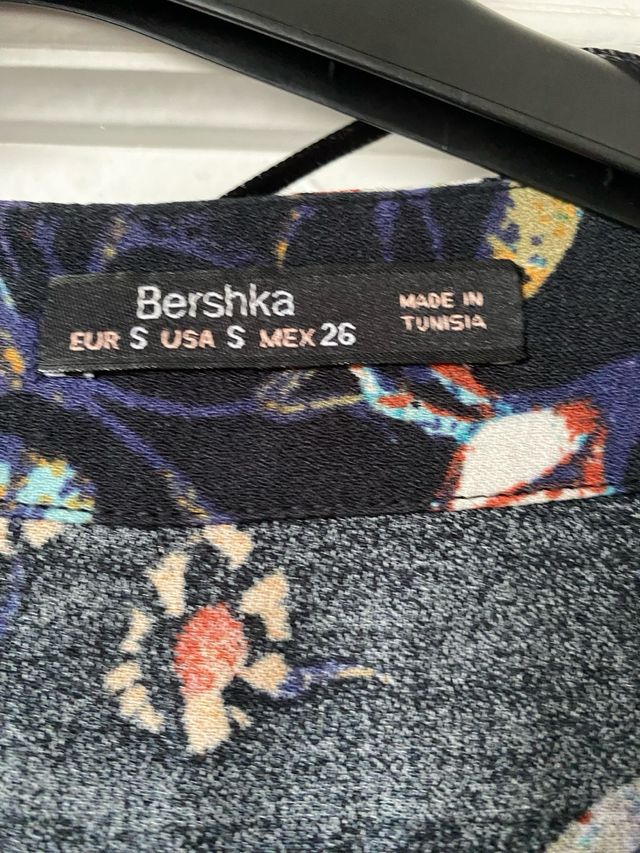 Bershka
EUR S USA S MEX 26
MADE IN
TUNISIA